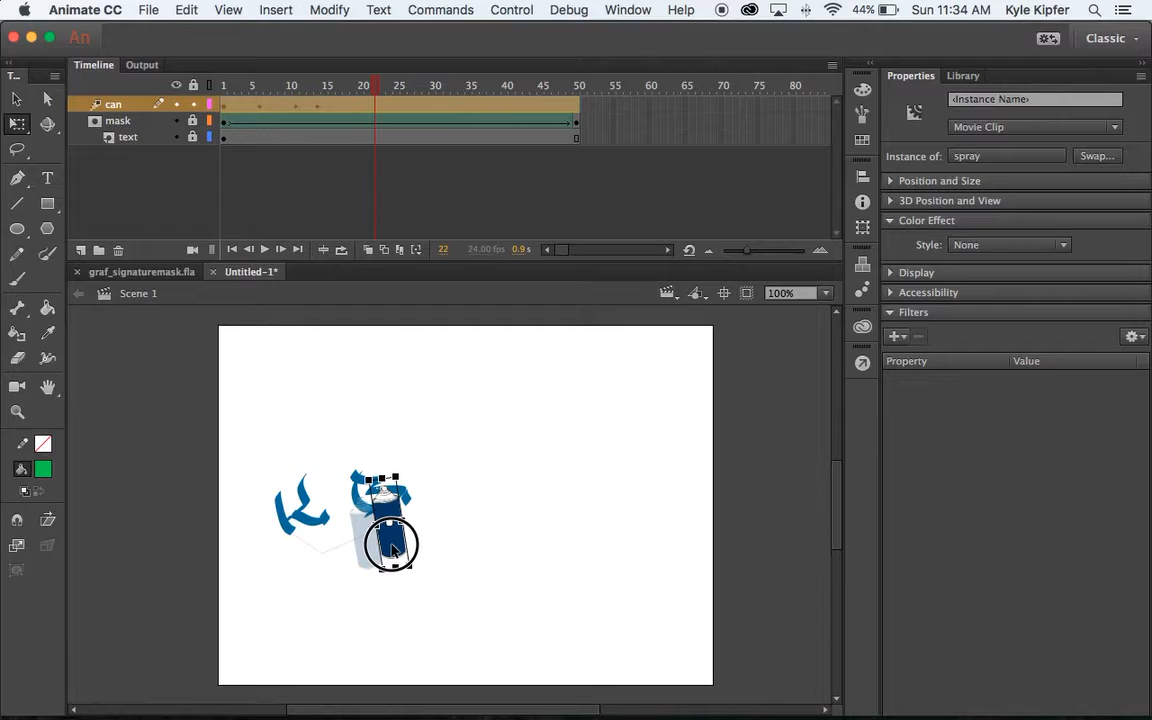 Animate CC File Edit View Insert Modify Text Commands Control Debug Window Help 44% Sun 11:34 AM Kyle Kipfer
An Classic
T... Timeline Output Properties Library
1 5 10 15 20 25 30 35 40 45 50 55 60 65 70 75 80
can
mask
text
‹Instance Name›
Movie Clip
Instance of: spray Swap...
Position and Size
3D Position and View
Color Effect
Style: None
22 24.00 fps 0.9 s
graf_signaturemask.fla Untitled-1*
Display
Scene 1 100%
Accessibility
Filters
Property Value